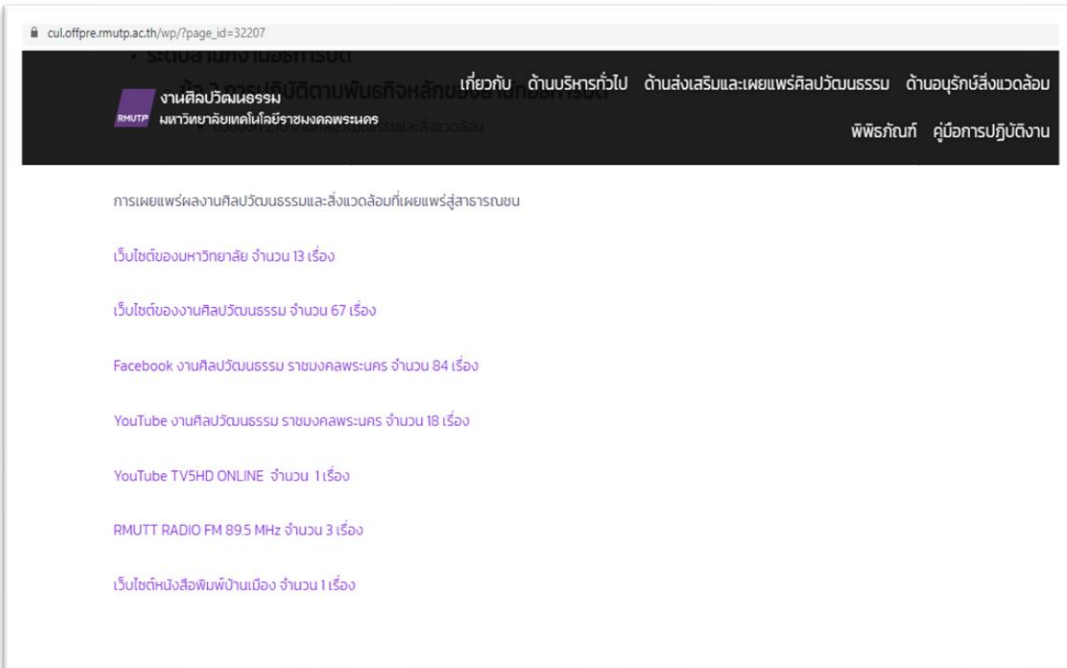 cul.offpre.rmutp.ac.th/wp/?page_id=32207
RMUTP
งานศิลปวัฒนธรรม
มหาวิทยาลัยเทคโนโลยีราชมงคลพระนคร
เกี่ยวกับ ด้านบริหารทั่วไป ด้านส่งเสริมและเผยแพร่ศิลปวัฒนธรรม ด้านอนุรักษ์สิ่งแวดล้อม
พิพิธภัณฑ์ คู่มือการปฏิบัติงาน
การเผยแพร่ผลงานศิลปวัฒนธรรมและสิ่งแวดล้อมที่เผยแพร่สู่สาธารณชน
เว็บไซต์ของมหาวิทยาลัย จำนวน 13 เรื่อง
เว็บไซต์ของงานศิลปวัฒนธรรม จำนวน 67 เรื่อง
Facebook งานศิลปวัฒนธรรม ราชมงคลพระนคร จำนวน 84 เรื่อง
YouTube งานศิลปวัฒนธรรม ราชมงคลพระนคร จำนวน 18 เรื่อง
YouTube TV5HD ONLINE จำนวน 1 เรื่อง
RMUTT RADIO FM 89.5 MHz จำนวน 3 เรื่อง
เว็บไซต์หนังสือพิมพ์บ้านเมือง จำนวน 1 เรื่อง